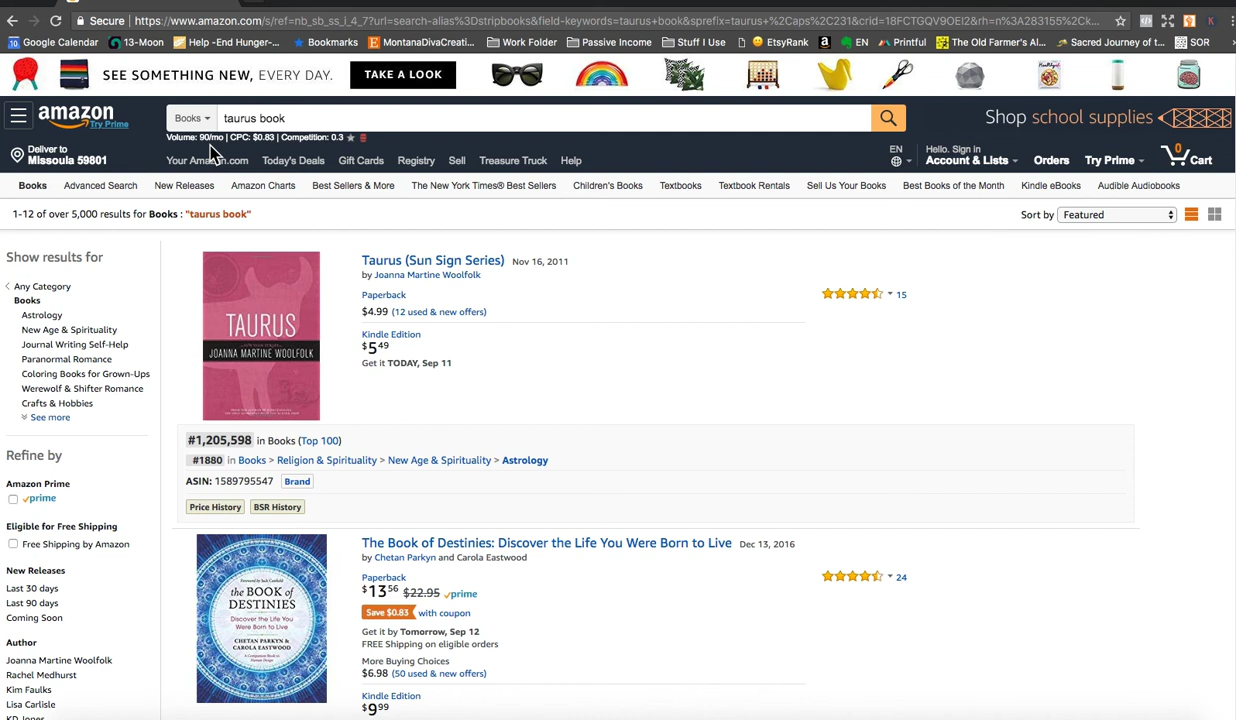 Secure https://www.amazon.com/s/ref=nb_sb_ss_i_4_7?url=search-alias%3Dstripbooks&field-keywords=taurus+book&sprefix=taurus+%2Caps%2C231&crid=18FCTGQV9OEI2&rh=n%3A283155%2Ck...
Google Calendar 13-Moon Help -End Hunger-... Bookmarks MontanaDivaCreati... Work Folder Passive Income Stuff I Use EtsyRank EN Printful The Old Farmer's Al... Sacred Journey of t... SOR
SEE SOMETHING NEW, EVERY DAY. TAKE A LOOK
amazon Try Prime
Books taurus book
Shop school supplies
Volume: 90/mo | CPC: $0.83 | Competition: 0.3
Deliver to
Missoula 59801
Your Amazon.com Today's Deals Gift Cards Registry Sell Treasure Truck Help
EN
Hello. Sign in
Account & Lists Orders Try Prime 0 Cart
Books Advanced Search New Releases Amazon Charts Best Sellers & More The New York Times® Best Sellers Children's Books Textbooks Textbook Rentals Sell Us Your Books Best Books of the Month Kindle eBooks Audible Audiobooks
1-12 of over 5,000 results for Books : "taurus book"
Sort by Featured
Show results for
Any Category
Books
Astrology
New Age & Spirituality
Journal Writing Self-Help
Paranormal Romance
Coloring Books for Grown-Ups
Werewolf & Shifter Romance
Crafts & Hobbies
See more
Refine by
Amazon Prime
prime
Eligible for Free Shipping
Free Shipping by Amazon
New Releases
Last 30 days
Last 90 days
Coming Soon
Author
Joanna Martine Woolfolk
Rachel Medhurst
Kim Faulks
Lisa Carlisle
KD Jones
TAURUS
JOANNA MARTINE WOOLFOLK
Taurus (Sun Sign Series) Nov 16, 2011
by Joanna Martine Woolfolk
Paperback
$4.99 (12 used & new offers)
Kindle Edition
$5 49
Get it TODAY, Sep 11
15
#1,205,598 in Books (Top 100)
#1880 in Books > Religion & Spirituality > New Age & Spirituality > Astrology
ASIN: 1589795547 Brand
Price History BSR History
the BOOK of
DESTINIES
Discover the Life
You Were Born to Live
CHETAN PARKYN &
CAROLA EASTWOOD
The Book of Destinies: Discover the Life You Were Born to Live Dec 13, 2016
by Chetan Parkyn and Carola Eastwood
Paperback
$13 56 $22.95 prime
Save $0.83 with coupon
Get it by Tomorrow, Sep 12
FREE Shipping on eligible orders
More Buying Choices
$6.98 (50 used & new offers)
Kindle Edition
$9 99
24